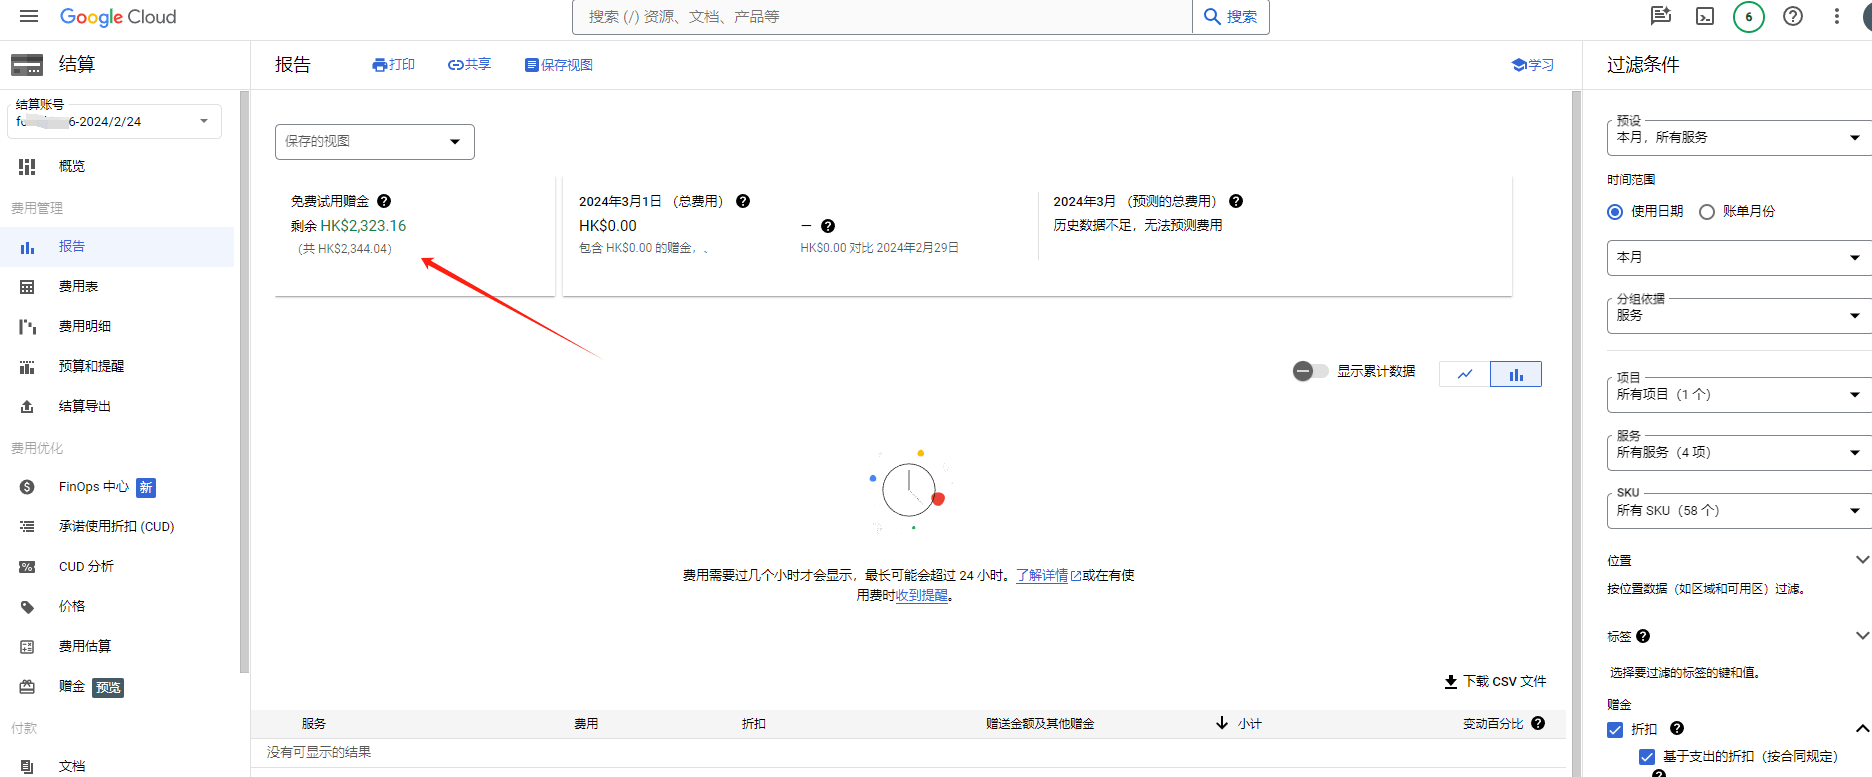 Google Cloud
搜索 (/) 资源、文档、产品等
搜索
6
结算
报告
打印
共享
保存视图
学习
过滤条件
结算账号
6-2024/2/24
概览
费用管理
报告
费用表
费用明细
预算和提醒
结算导出
费用优化
FinOps 中心 新
承诺使用折扣 (CUD)
CUD 分析
价格
费用估算
赠金 预览
付款
文档
保存的视图
免费试用赠金
剩余 HK$2,323.16
（共 HK$2,344.04）
2024年3月1日 （总费用）
HK$0.00
包含 HK$0.00 的赠金，、
—
HK$0.00 对比 2024年2月29日
2024年3月 （预测的总费用）
历史数据不足，无法预测费用
显示累计数据
费用需要过几个小时才会显示，最长可能会超过 24 小时。了解详情或在有使
用费时收到提醒。
下载 CSV 文件
服务 费用 折扣 赠送金额及其他赠金 小计 变动百分比
没有可显示的结果
预设
本月，所有服务
时间范围
使用日期 账单月份
本月
分组依据
服务
项目
所有项目（1 个）
服务
所有服务（4 项）
SKU
所有 SKU（58 个）
位置
按位置数据（如区域和可用区）过滤。
标签
选择要过滤的标签的键和值。
赠金
折扣
基于支出的折扣（按合同规定）